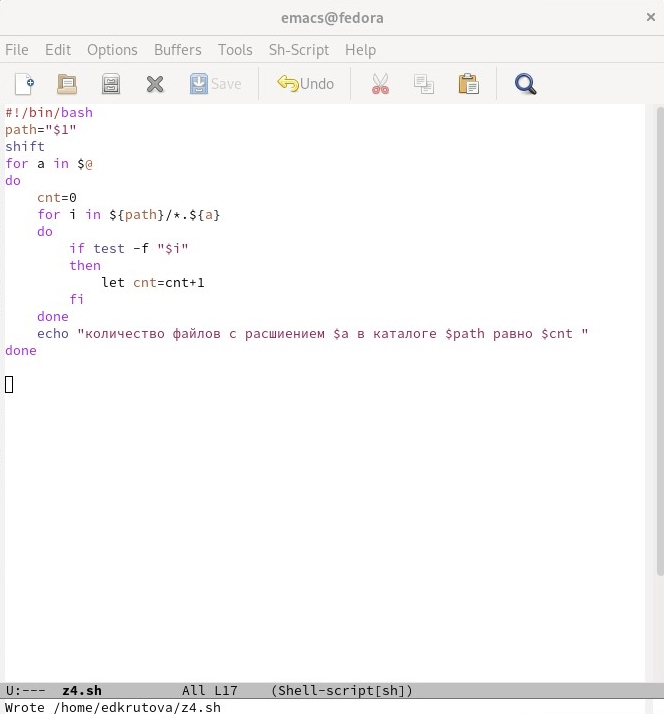 emacs@fedora ×
File Edit Options Buffers Tools Sh-Script Help
Save Undo
#!/bin/bash
path="$1"
shift
for a in $@
do
    cnt=0
    for i in ${path}/*.${a}
    do
        if test -f "$i"
        then
            let cnt=cnt+1
        fi
    done
    echo "количество файлов с расшиением $a в каталоге $path равно $cnt "
done
U:--- z4.sh All L17 (Shell-script[sh])
Wrote /home/edkrutova/z4.sh